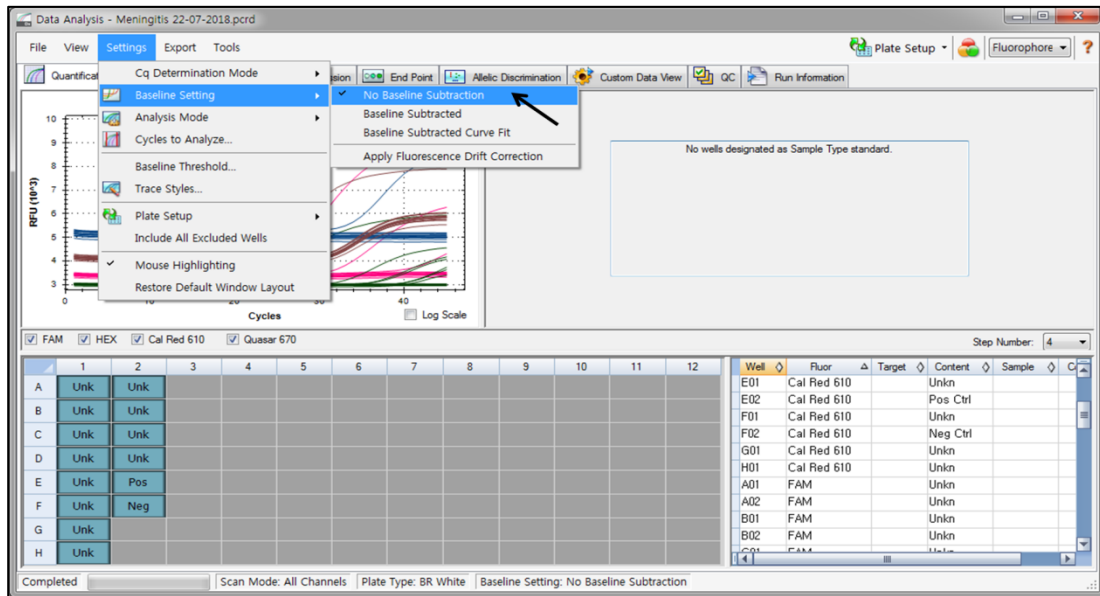 Data Analysis - Meningitis 22-07-2018.pcrd
File View Settings Export Tools Plate Setup Fluorophore ?
Cq Determination Mode
Baseline Setting
Analysis Mode
Cycles to Analyze...
Baseline Threshold...
Trace Styles...
Plate Setup
Include All Excluded Wells
Mouse Highlighting
Restore Default Window Layout
No Baseline Subtraction
Baseline Subtracted
Baseline Subtracted Curve Fit
Apply Fluorescence Drift Correction
End Point Allelic Discrimination Custom Data View QC Run Information
No wells designated as Sample Type standard.
RFU (10^3)
10
9
8
7
6
5
4
3
0 40
Cycles
Log Scale
FAM HEX Cal Red 610 Quasar 670 Step Number: 4
1 2 3 4 5 6 7 8 9 10 11 12
A Unk Unk
B Unk Unk
C Unk Unk
D Unk Unk
E Unk Pos
F Unk Neg
G Unk
H Unk
Well Fluor Target Content Sample
E01 Cal Red 610 Unkn
E02 Cal Red 610 Pos Ctrl
F01 Cal Red 610 Unkn
F02 Cal Red 610 Neg Ctrl
G01 Cal Red 610 Unkn
H01 Cal Red 610 Unkn
A01 FAM Unkn
A02 FAM Unkn
B01 FAM Unkn
B02 FAM Unkn
Completed Scan Mode: All Channels Plate Type: BR White Baseline Setting: No Baseline Subtraction